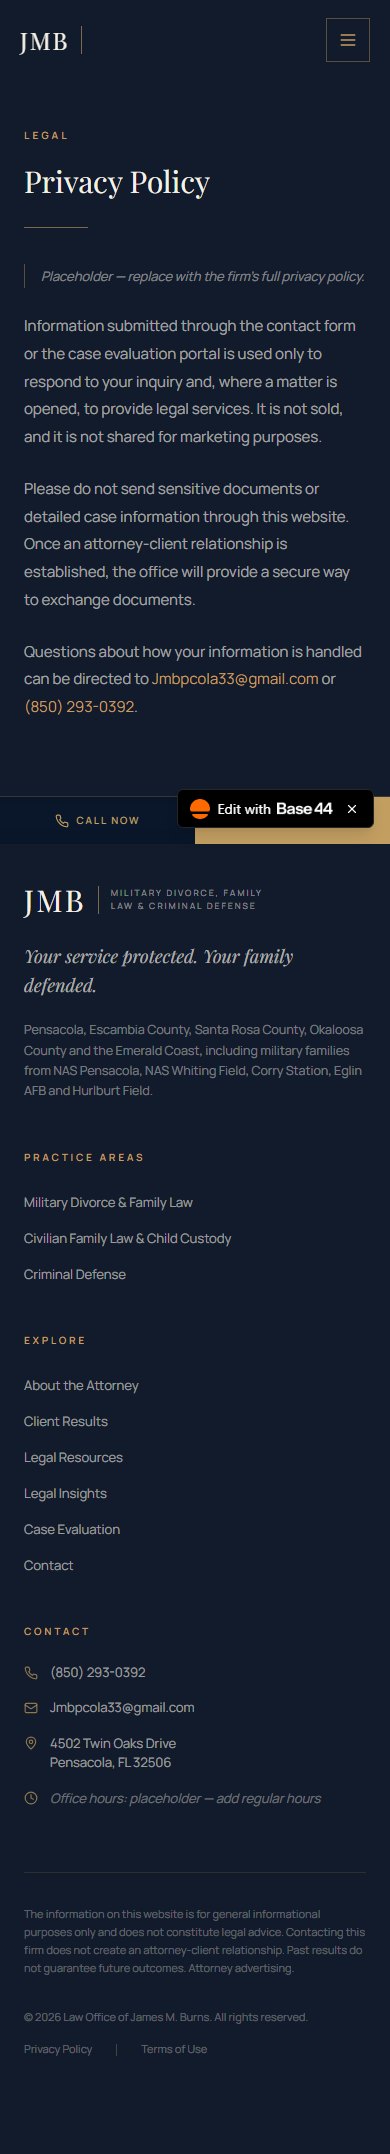 JMB
LEGAL
Privacy Policy
Placeholder — replace with the firm's full privacy policy.
Information submitted through the contact form
or the case evaluation portal is used only to
respond to your inquiry and, where a matter is
opened, to provide legal services. It is not sold,
and it is not shared for marketing purposes.
Please do not send sensitive documents or
detailed case information through this website.
Once an attorney-client relationship is
established, the office will provide a secure way
to exchange documents.
Questions about how your information is handled
can be directed to Jmbpcola33@gmail.com or
(850) 293-0392.
CALL NOW
Edit with Base44
JMB
MILITARY DIVORCE, FAMILY
LAW & CRIMINAL DEFENSE
Your service protected. Your family
defended.
Pensacola, Escambia County, Santa Rosa County, Okaloosa
County and the Emerald Coast, including military families
from NAS Pensacola, NAS Whiting Field, Corry Station, Eglin
AFB and Hurlburt Field.
PRACTICE AREAS
Military Divorce & Family Law
Civilian Family Law & Child Custody
Criminal Defense
EXPLORE
About the Attorney
Client Results
Legal Resources
Legal Insights
Case Evaluation
Contact
CONTACT
(850) 293-0392
Jmbpcola33@gmail.com
4502 Twin Oaks Drive
Pensacola, FL 32506
Office hours: placeholder — add regular hours
The information on this website is for general informational
purposes only and does not constitute legal advice. Contacting this
firm does not create an attorney-client relationship. Past results do
not guarantee future outcomes. Attorney advertising.
© 2026 Law Office of James M. Burns. All rights reserved.
Privacy Policy | Terms of Use